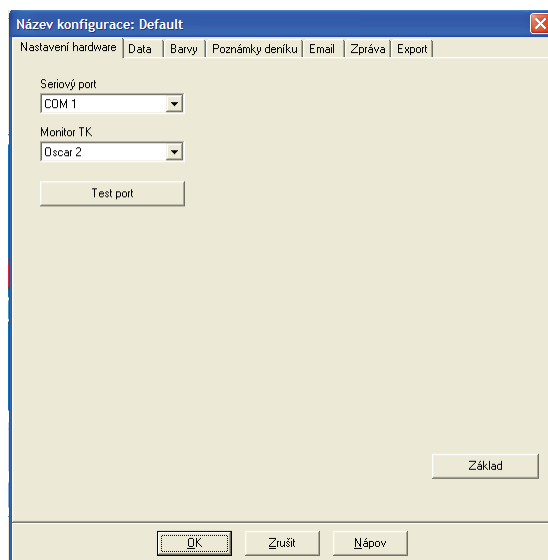 Název konfigurace: Default
Nastavení hardware Data Barvy Poznámky deníku Email Zpráva Export
Seriový port
COM 1
Monitor TK
Oscar 2
Test port
Základ
OK Zrušit Nápov